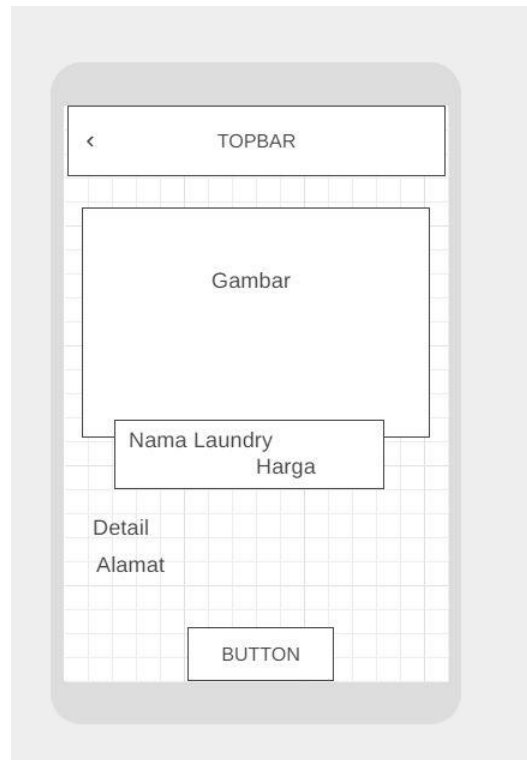 < TOPBAR
Gambar
Nama Laundry
Harga
Detail
Alamat
BUTTON